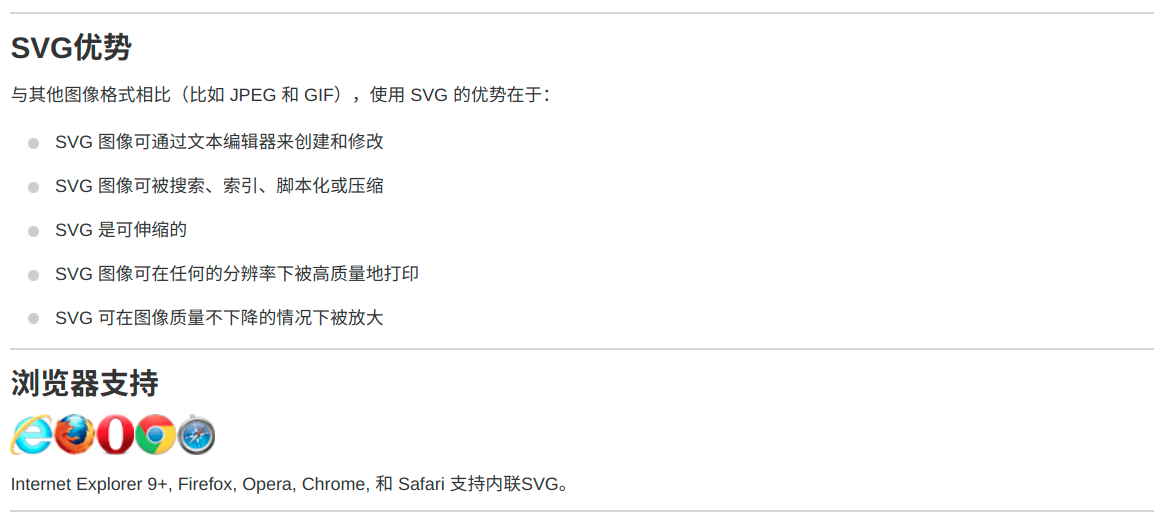 SVG优势
与其他图像格式相比（比如 JPEG 和 GIF），使用 SVG 的优势在于：
SVG 图像可通过文本编辑器来创建和修改
SVG 图像可被搜索、索引、脚本化或压缩
SVG 是可伸缩的
SVG 图像可在任何的分辨率下被高质量地打印
SVG 可在图像质量不下降的情况下被放大
浏览器支持
Internet Explorer 9+, Firefox, Opera, Chrome, 和 Safari 支持内联SVG。